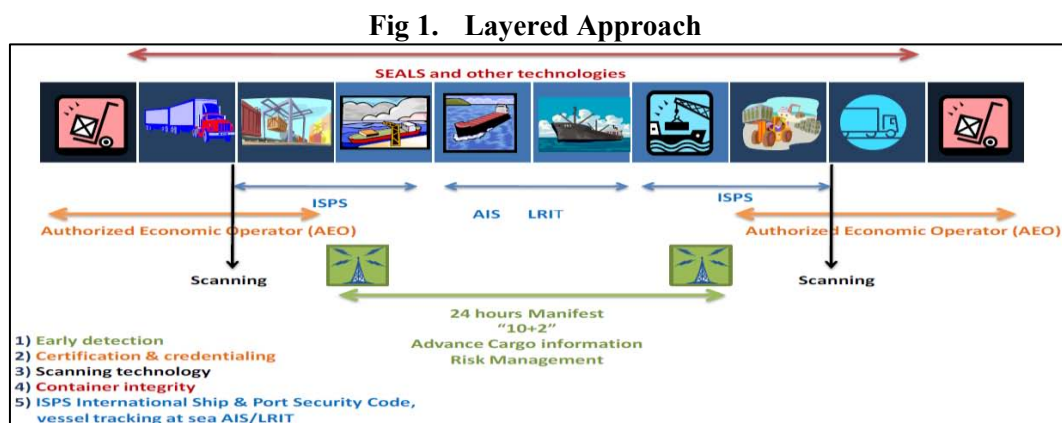 Fig 1. Layered Approach
SEALS and other technologies
ISPS
AIS LRIT
ISPS
Authorized Economic Operator (AEO)
Authorized Economic Operator (AEO)
Scanning
Scanning
24 hours Manifest
"10+2"
Advance Cargo information
Risk Management
1) Early detection
2) Certification & credentialing
3) Scanning technology
4) Container integrity
5) ISPS International Ship & Port Security Code,
vessel tracking at sea AIS/LRIT